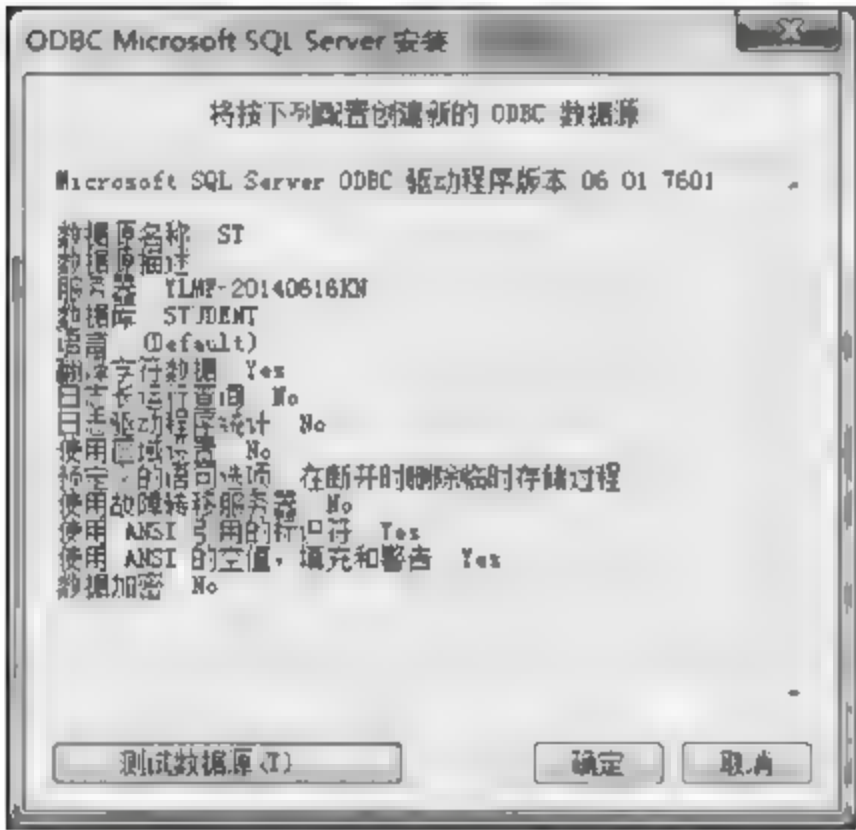 ODBC Microsoft SQL Server 安装
将按下列配置创建新的 ODBC 数据源
Microsoft SQL Server ODBC 驱动程序版本 06 01 7601
数据原名称 ST
数据原描述
服务器 YLMF-20140616KN
数据库 STUDENT
语言 (Default)
翻译字符数据 Yes
日志长运行查询 No
日志驱动程序统计 No
使用区域设置 No
预定义的语句选项 在断开时删除临时存储过程
使用故障转移服务器 No
使用 ANSI 引用的标识符 Yes
使用 ANSI 的空值,填充和警告 Yes
数据加密 No
测试数据原(T)
确定
取消